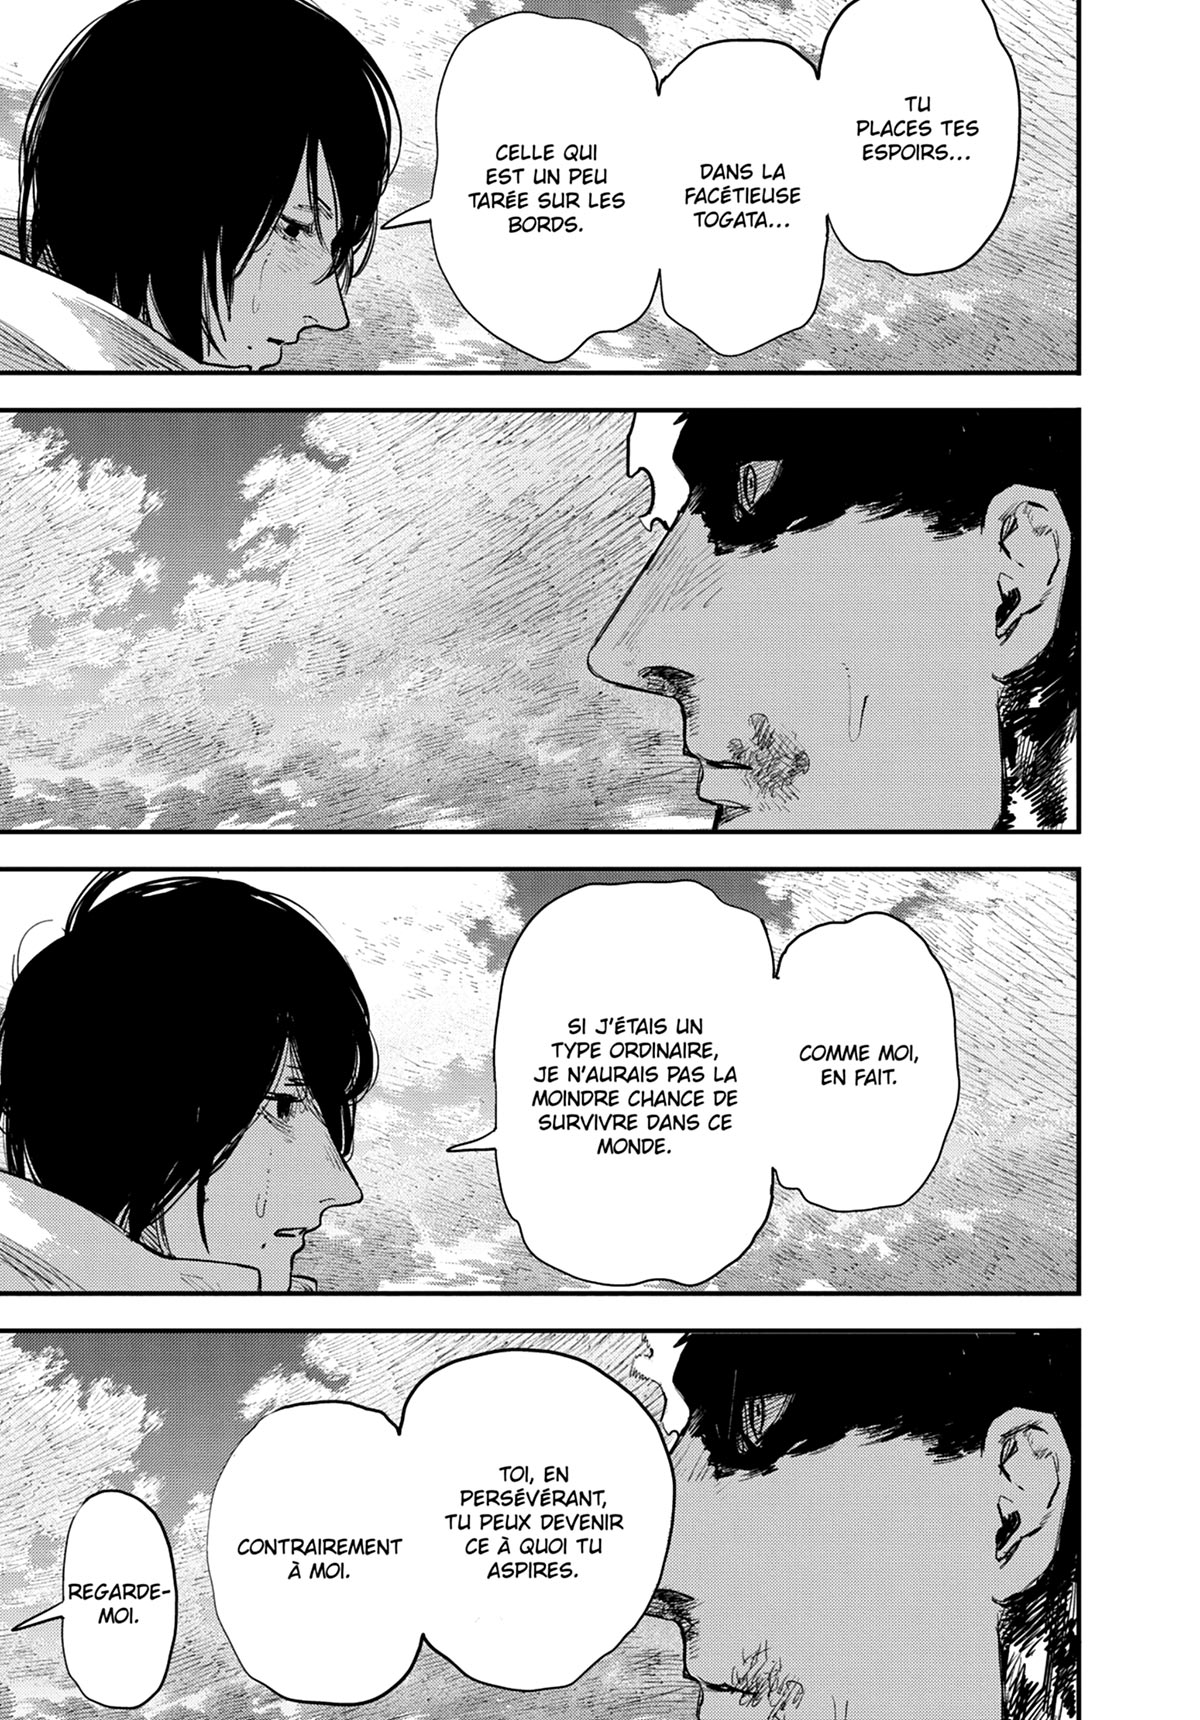 TU
PLACES TES
ESPOIRS...
DANS LA
FACÉTIEUSE
TOGATA...
CELLE QUI
EST UN PEU
TARÉE SUR LES
BORDS.
COMME MOI,
EN FAIT.
SI J'ÉTAIS UN
TYPE ORDINAIRE,
JE N'AURAIS PAS LA
MOINDRE CHANCE DE
SURVIVRE DANS CE
MONDE.
TOI, EN
PERSÉVÉRANT,
TU PEUX DEVENIR
CE À QUOI TU
ASPIRES.
CONTRAIREMENT
À MOI.
REGARDE-
MOI.